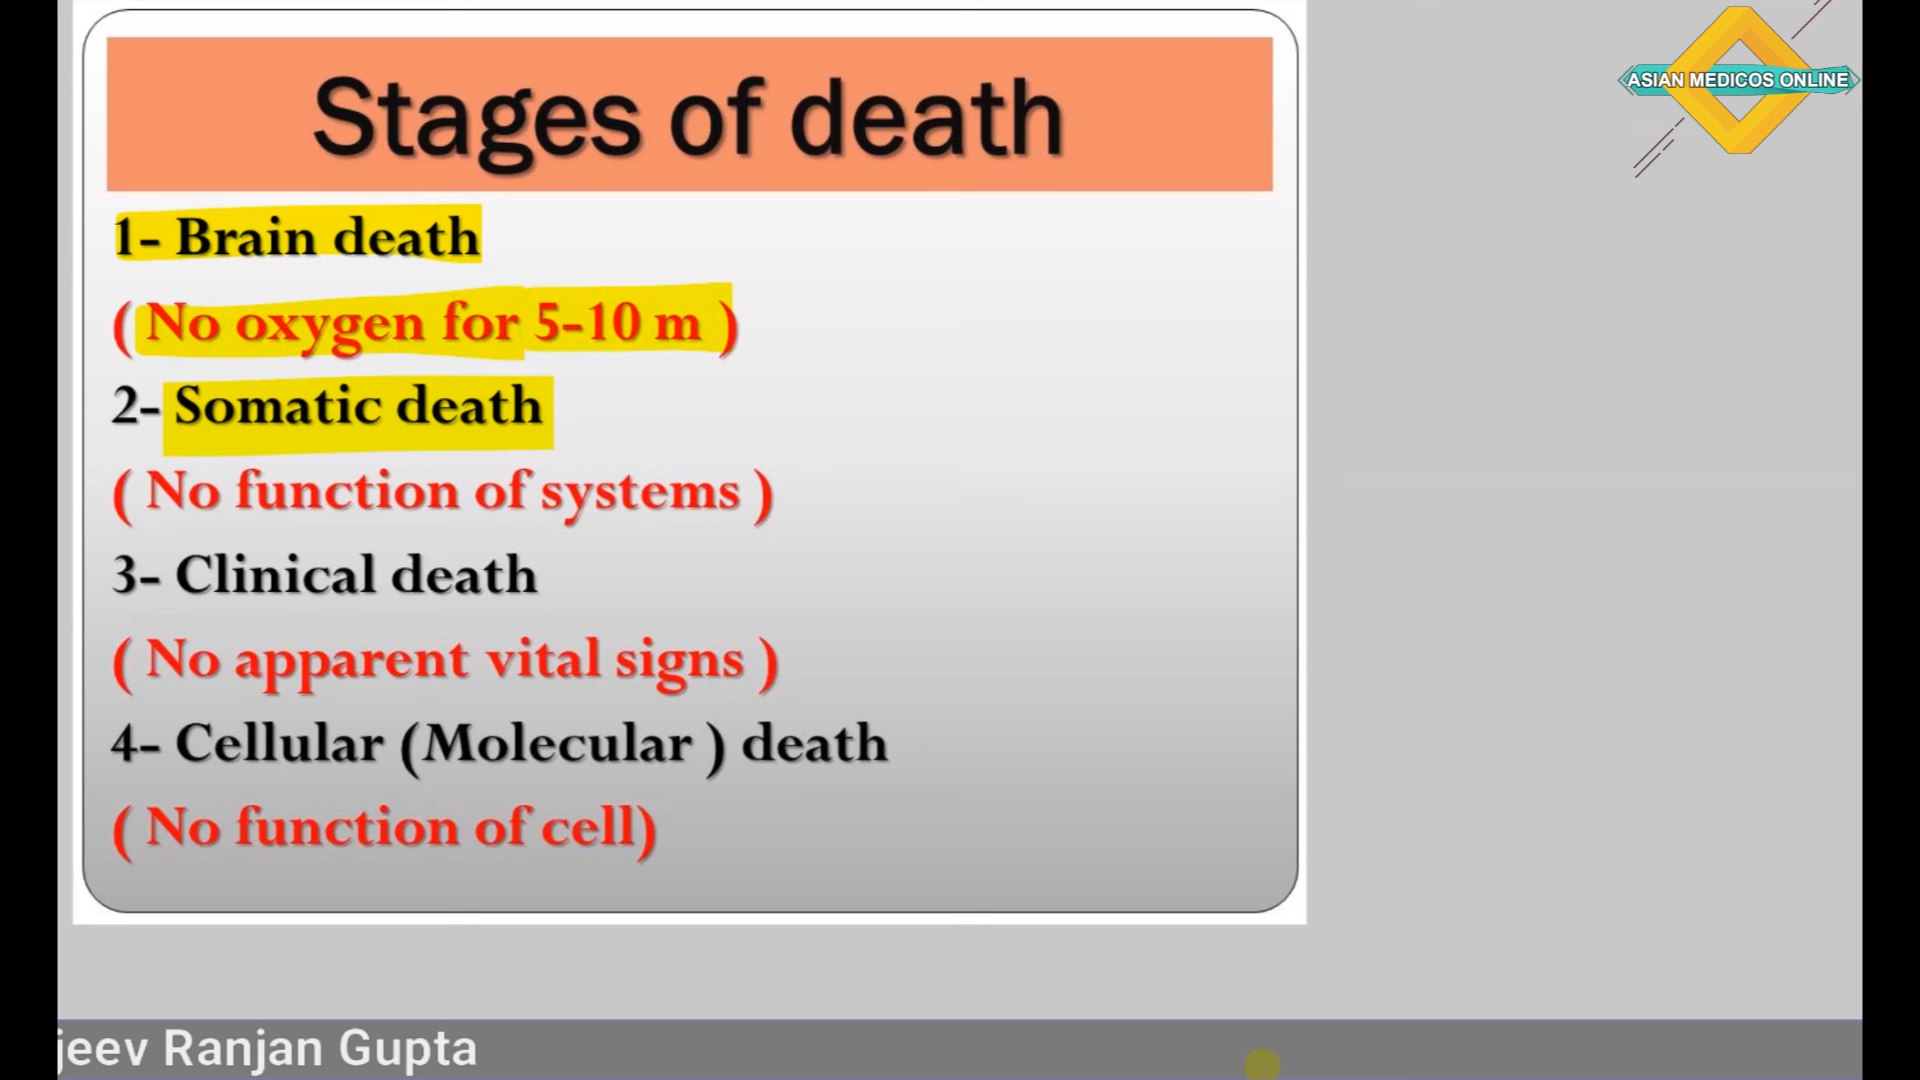 Stages of death
ASIAN MEDICOS ONLINE
1- Brain death
( No oxygen for 5-10 m )
2- Somatic death
( No function of systems )
3- Clinical death
( No apparent vital signs )
4- Cellular (Molecular ) death
( No function of cell)
jeev Ranjan Gupta